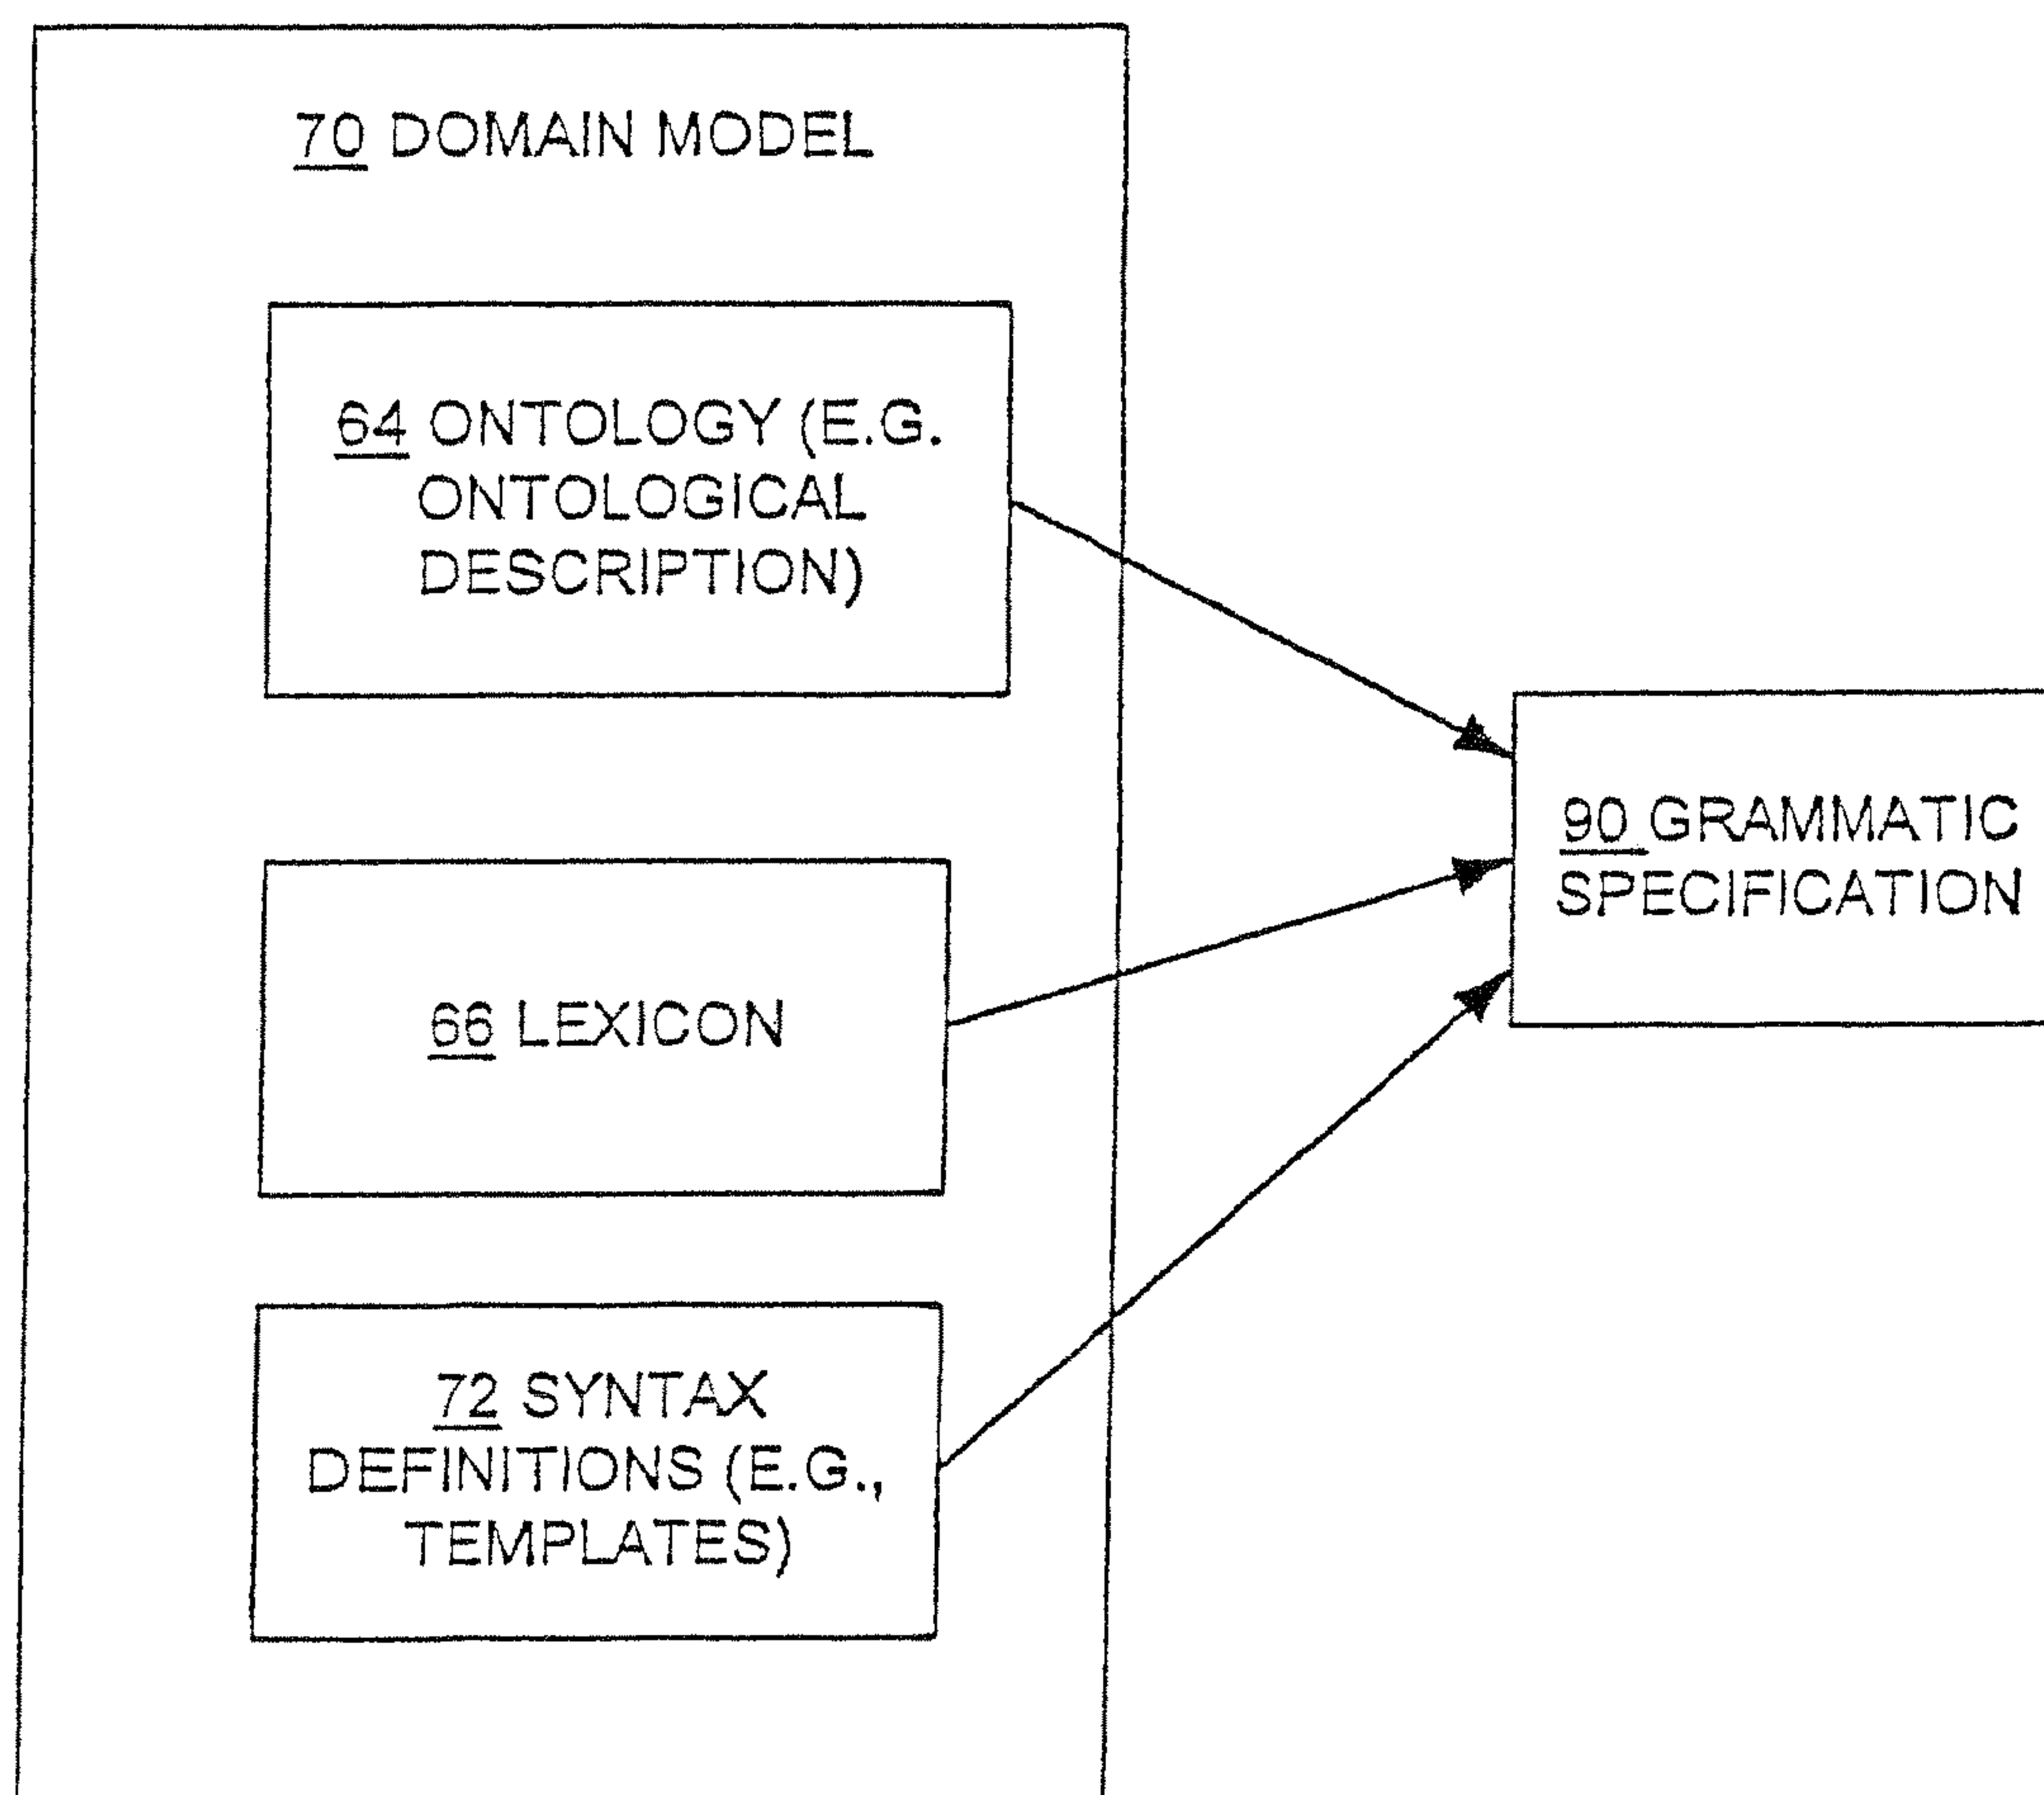 70 DOMAIN MODEL
64 ONTOLOGY (E.G.
ONTOLOGICAL
DESCRIPTION)
66 LEXICON
72 SYNTAX
DEFINITIONS (E.G.,
TEMPLATES)
90 GRAMMATIC
SPECIFICATION